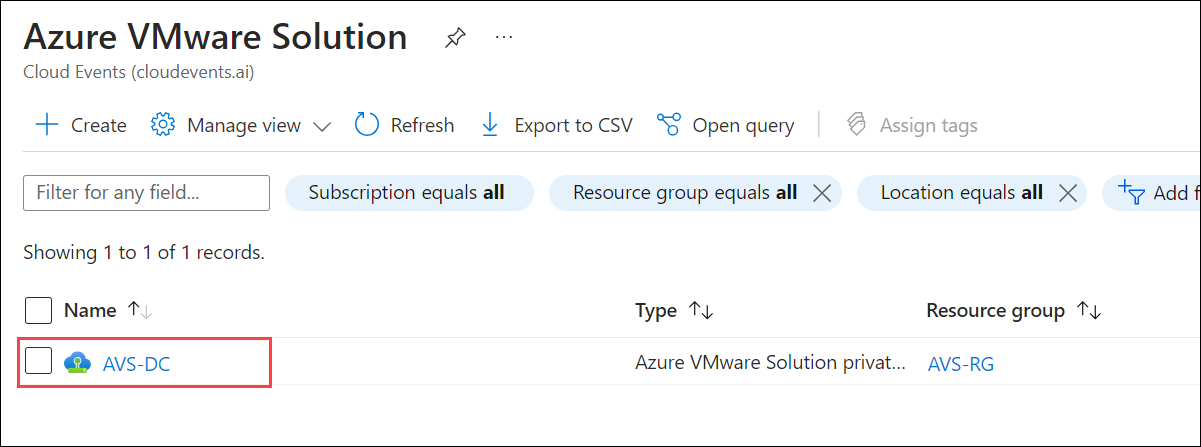 Azure VMware Solution ...
Cloud Events (cloudevents.ai)
Create Manage view Refresh Export to CSV Open query Assign tags
Filter for any field... Subscription equals all Resource group equals all Location equals all Add f
Showing 1 to 1 of 1 records.
Name Type Resource group
AVS-DC Azure VMware Solution privat... AVS-RG